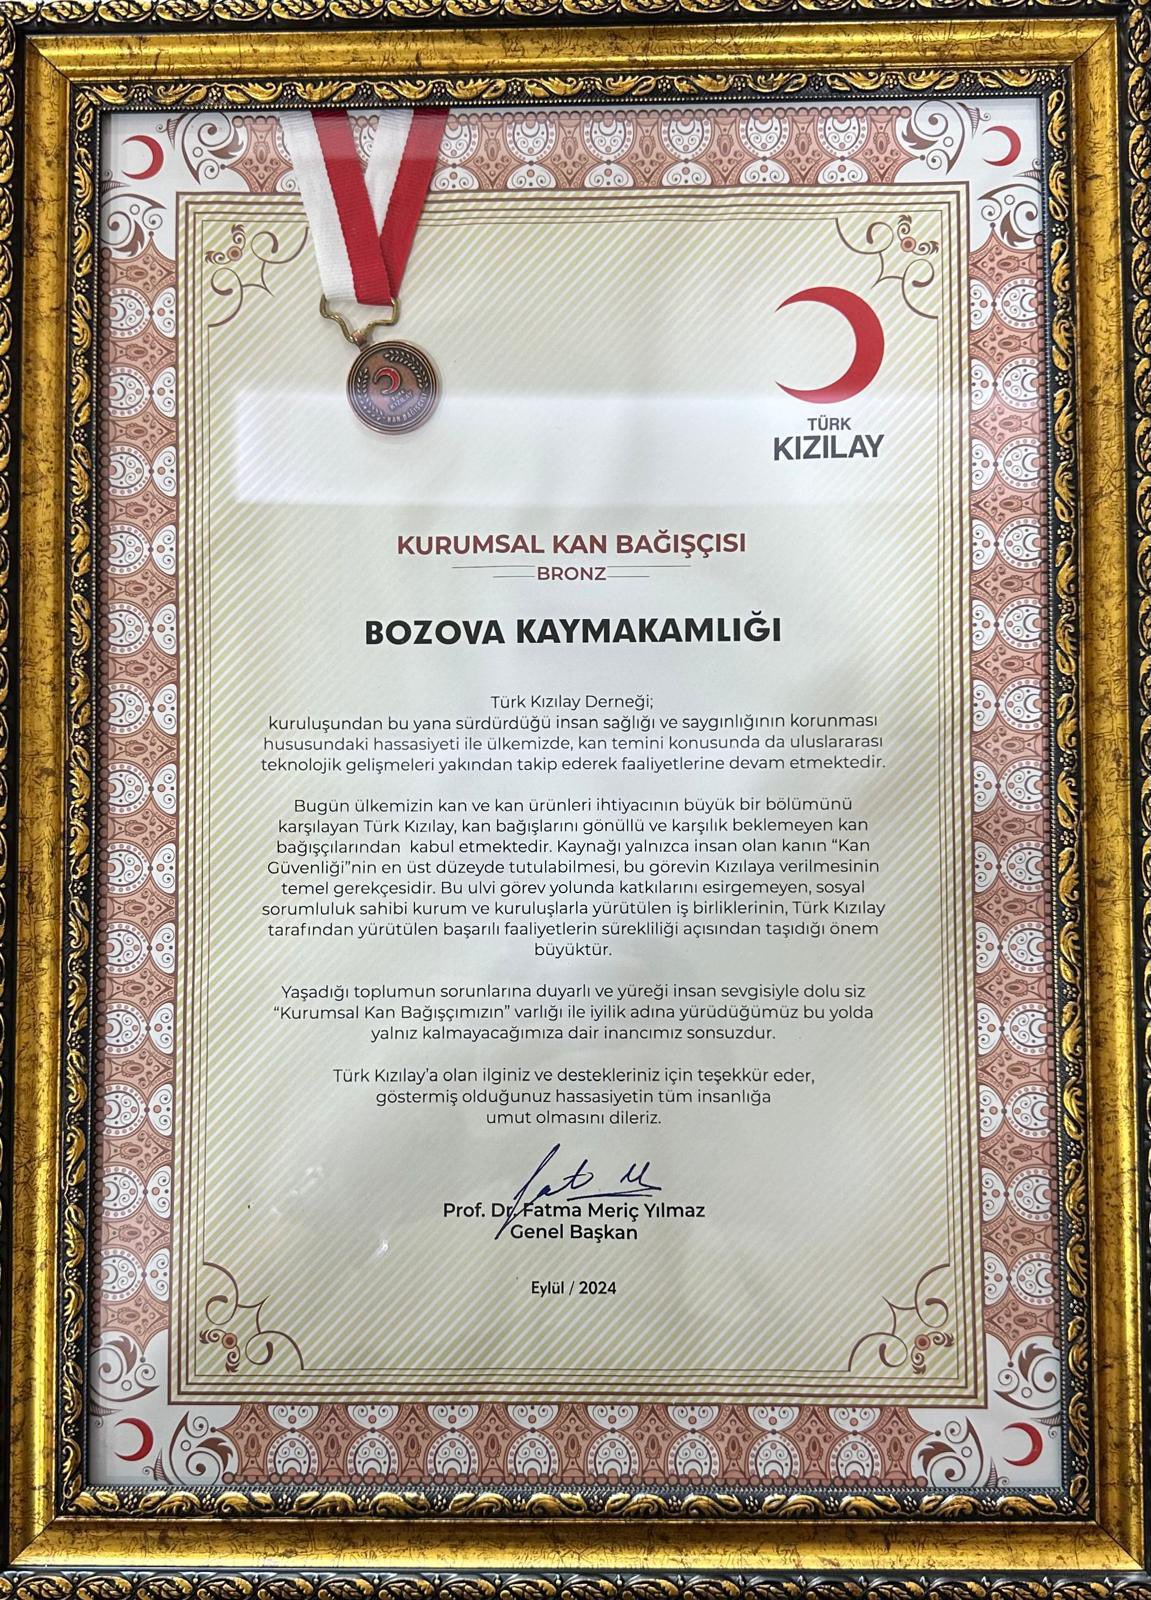 TÜRK
KIZILAY
KURUMSAL KAN BAĞIŞÇISI
BRONZ
BOZOVA KAYMAKAMLIĞI
Türk Kızılay Derneği;
kuruluşundan bu yana sürdürdüğü insan sağlığı ve saygınlığının korunması
hususundaki hassasiyeti ile ülkemizde, kan temini konusunda da uluslararası
teknolojik gelişmeleri yakından takip ederek faaliyetlerine devam etmektedir.
Bugün ülkemizin kan ve kan ürünleri ihtiyacının büyük bir bölümünü
karşılayan Türk Kızılay, kan bağışlarını gönüllü ve karşılık beklemeyen kan
bağışçılarından kabul etmektedir. Kaynağı yalnızca insan olan kanın “Kan
Güvenliği”nin en üst düzeyde tutulabilmesi, bu görevin Kızılaya verilmesinin
temel gerekçesidir. Bu ulvi görev yolunda katkılarını esirgemeyen, sosyal
sorumluluk sahibi kurum ve kuruluşlarla yürütülen iş birliklerinin, Türk Kızılay
tarafından yürütülen başarılı faaliyetlerin sürekliliği açısından taşıdığı önem
büyüktür.
Yaşadığı toplumun sorunlarına duyarlı ve yüreği insan sevgisiyle dolu siz
“Kurumsal Kan Bağışçımızın” varlığı ile iyilik adına yürüdüğümüz bu yolda
yalnız kalmayacağımıza dair inancımız sonsuzdur.
Türk Kızılay’a olan ilginiz ve destekleriniz için teşekkür eder,
göstermiş olduğunuz hassasiyetin tüm insanlığa
umut olmasını dileriz.
Prof. Dr. Fatma Meriç Yılmaz
Genel Başkan
Eylül / 2024